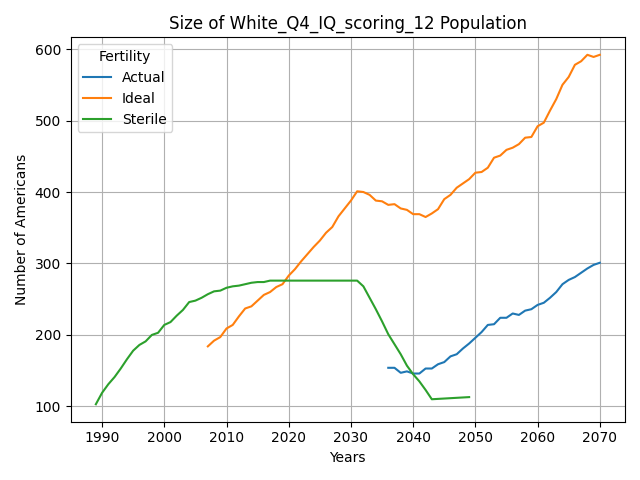 Size of White_Q4_IQ_scoring_12 Population
Fertility
Actual
Ideal
Sterile
Number of Americans
600
500
400
300
200
100
1990
2000
2010
2020
2030
2040
2050
2060
2070
Years